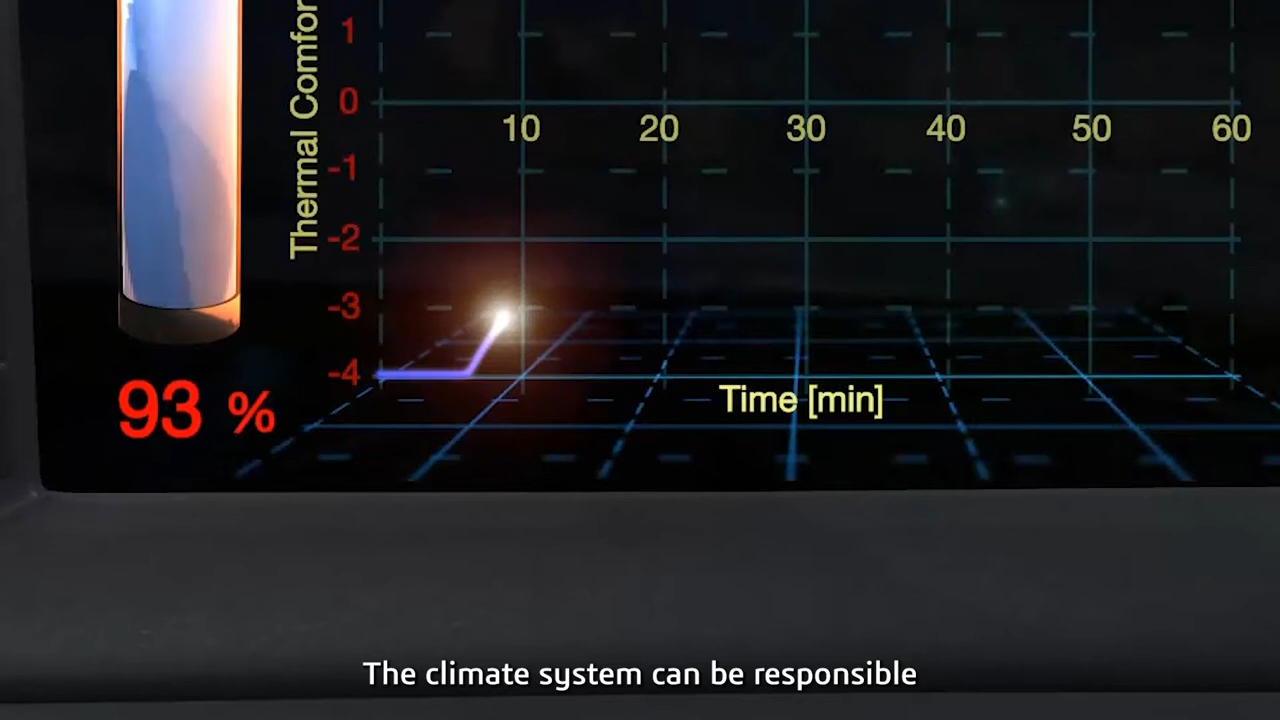 Thermal Comfor
1
0
-1
-2
-3
-4
10 20 30 40 50 60
Time [min]
93 %
The climate system can be responsible